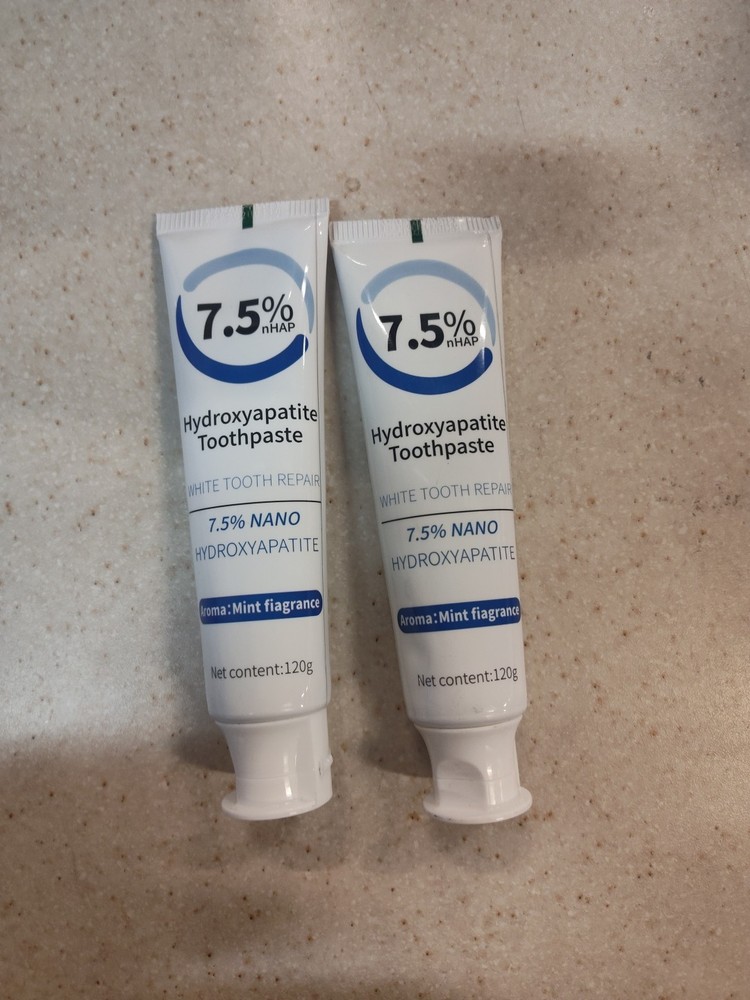 7.5%
nHAP
Hydroxyapatite
Toothpaste
WHITE TOOTH REPAIR
7.5% NANO
HYDROXYAPATITE
Aroma:Mint fiagrance
Net content:120g
7.5%
nHAP
Hydroxyapatite
Toothpaste
WHITE TOOTH REPAIR
7.5% NANO
HYDROXYAPATITE
Aroma:Mint fiagrance
Net content:120g